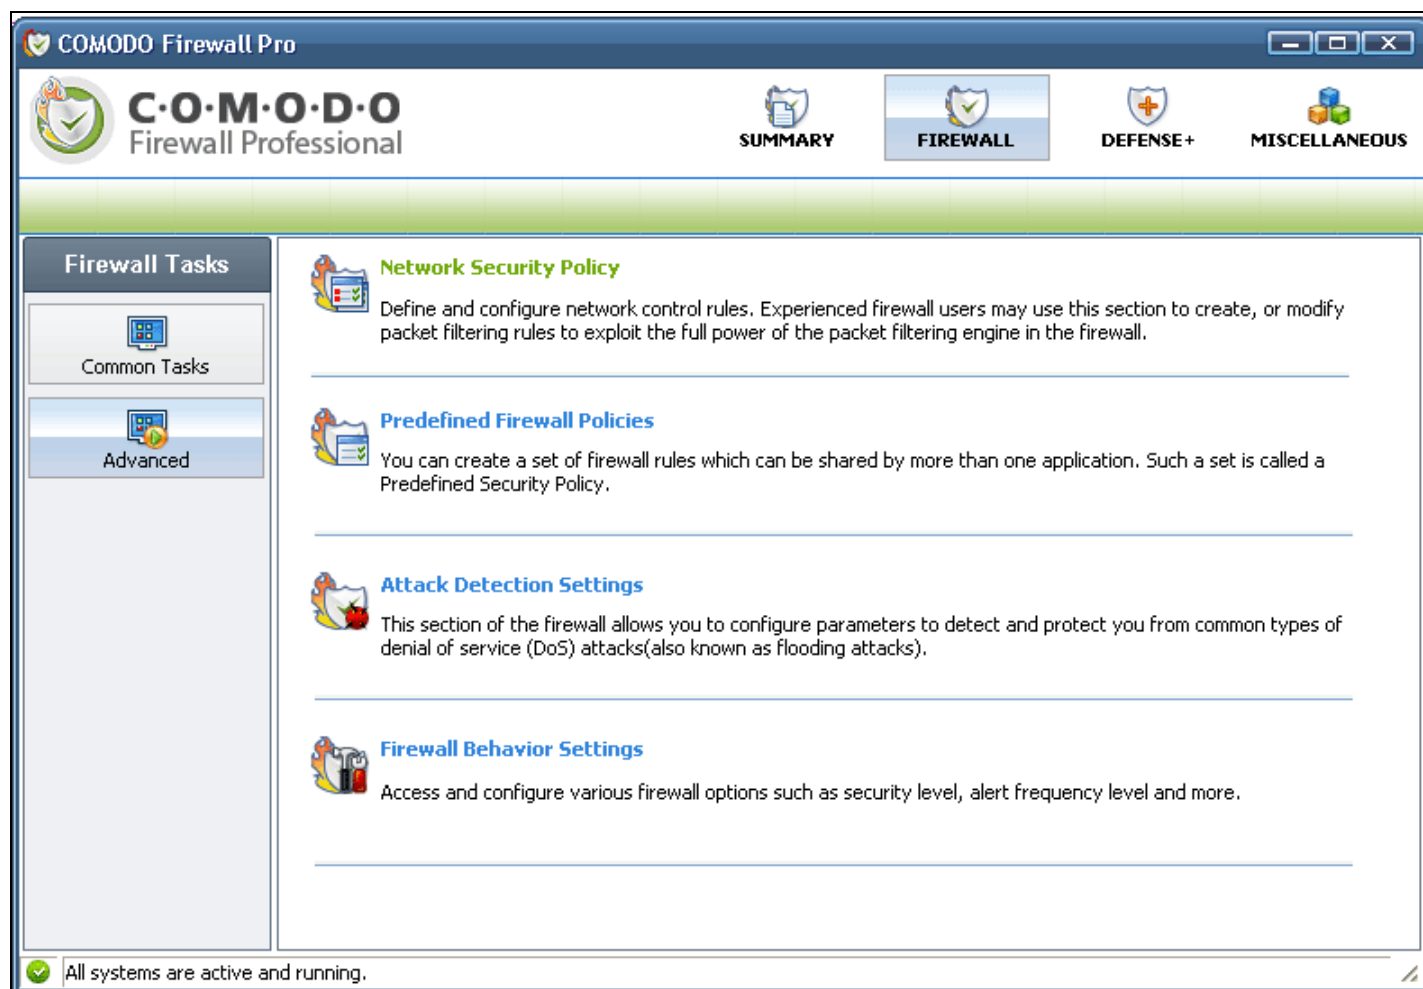 COMODO Firewall Pro
C·O·M·O·D·O
Firewall Professional
SUMMARY
FIREWALL
DEFENSE+
MISCELLANEOUS
Firewall Tasks
Common Tasks
Advanced
Network Security Policy
Define and configure network control rules. Experienced firewall users may use this section to create, or modify
packet filtering rules to exploit the full power of the packet filtering engine in the firewall.
Predefined Firewall Policies
You can create a set of firewall rules which can be shared by more than one application. Such a set is called a
Predefined Security Policy.
Attack Detection Settings
This section of the firewall allows you to configure parameters to detect and protect you from common types of
denial of service (DoS) attacks(also known as flooding attacks).
Firewall Behavior Settings
Access and configure various firewall options such as security level, alert frequency level and more.
All systems are active and running.